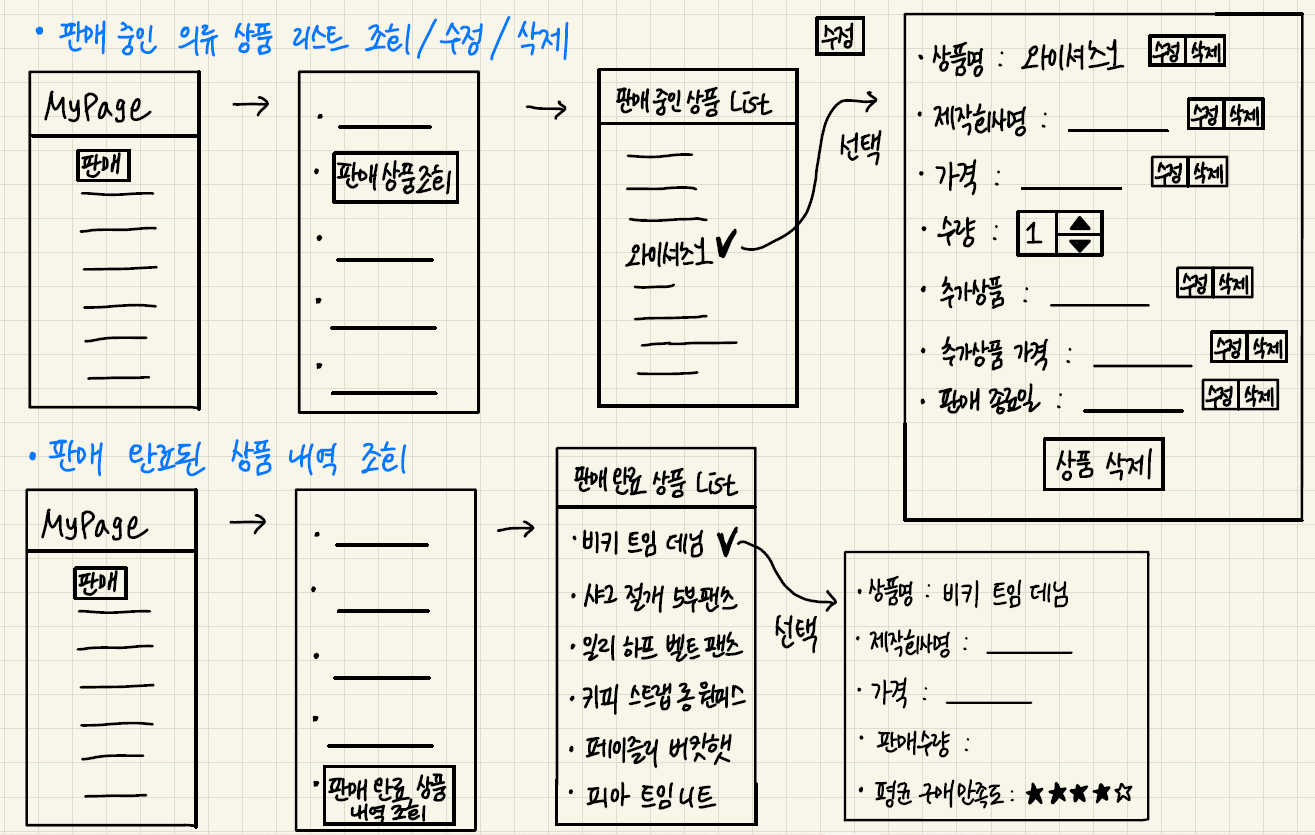 • 판매 중인 의류 상품 리스트 조회/수정/삭제
MyPage
판매
판매상품조회
판매중인상품 List
와이셔츠1
선택
수정
• 상품명 : 와이셔츠1 수정 삭제
• 제작회사명 : 수정 삭제
• 가격 : 수정 삭제
• 수량 : 1
• 추가상품 : 수정 삭제
• 추가상품 가격 : 수정 삭제
• 판매 종료일 : 수정 삭제
상품 삭제
• 판매 완료된 상품 내역 조회
MyPage
판매
판매 완료 상품
내역 조회
판매 완료 상품 List
• 비키 트임 데님
• 샤2 절개 5부팬츠
• 밀리 하프 벨트 팬츠
• 키피 스트랩 롱 원피스
• 페이즐리 버킷햇
• 피아 트임 니트
선택
• 상품명 : 비키 트임 데님
• 제작회사명 :
• 가격 :
• 판매수량 :
• 평균 구매만족도 : ★★★★☆